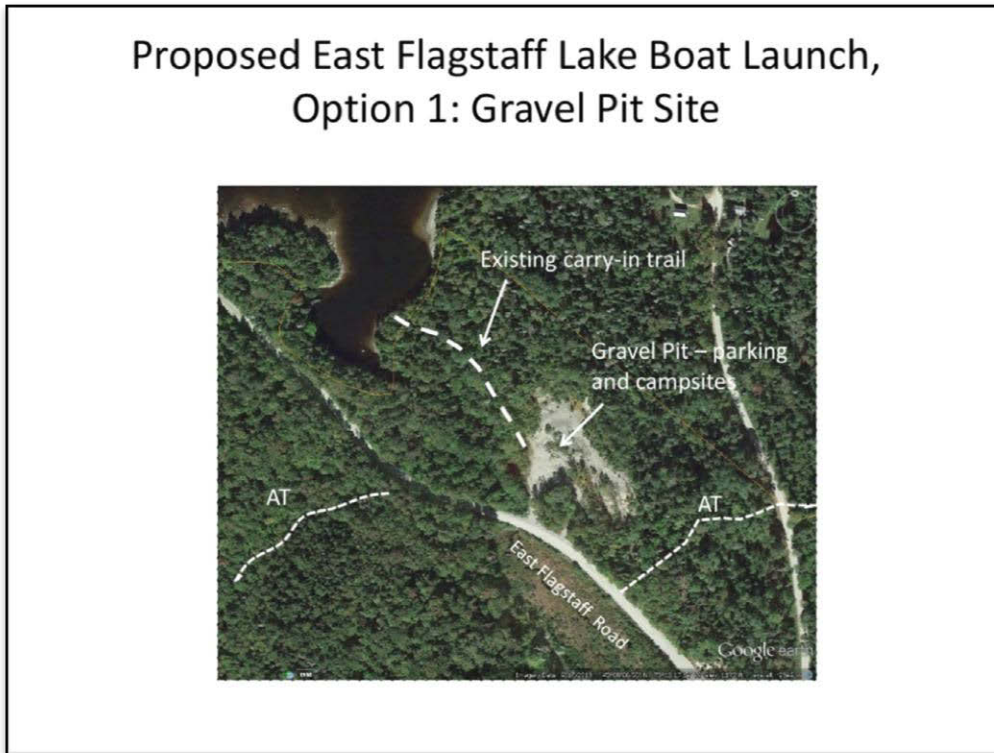 Proposed East Flagstaff Lake Boat Launch,
Option 1: Gravel Pit Site
Existing carry-in trail
Gravel Pit – parking
and campsites
AT
AT
East Flagstaff Road
Google earth